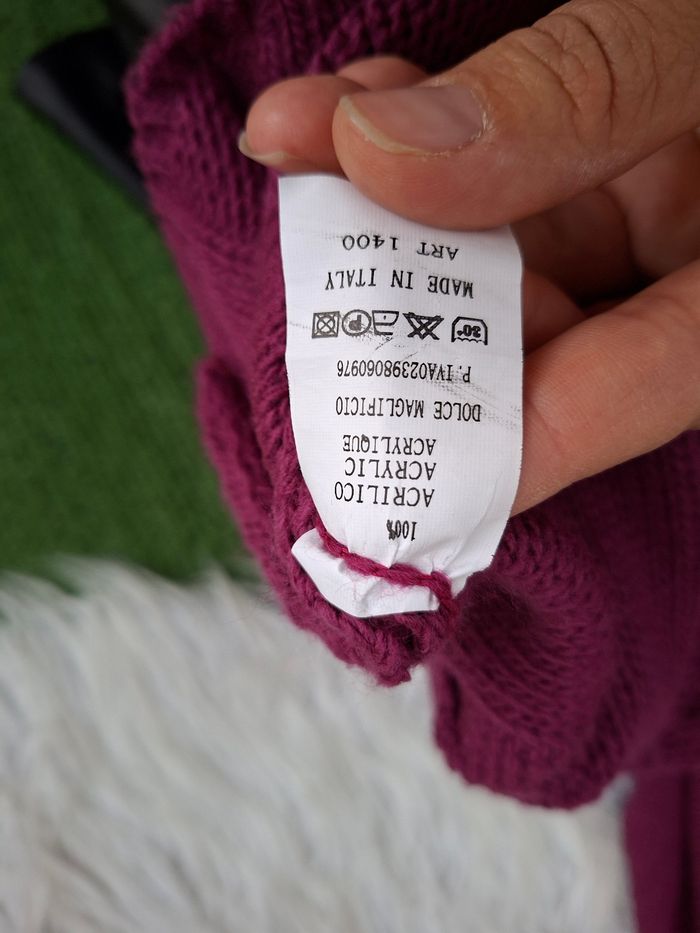 100%
ACRILICO
ACRYLIC
ACRYLIQUE
DOLCE MAGLIFICIO
P.IVA02398060976
30°
P
MADE IN ITALY
ART 1400